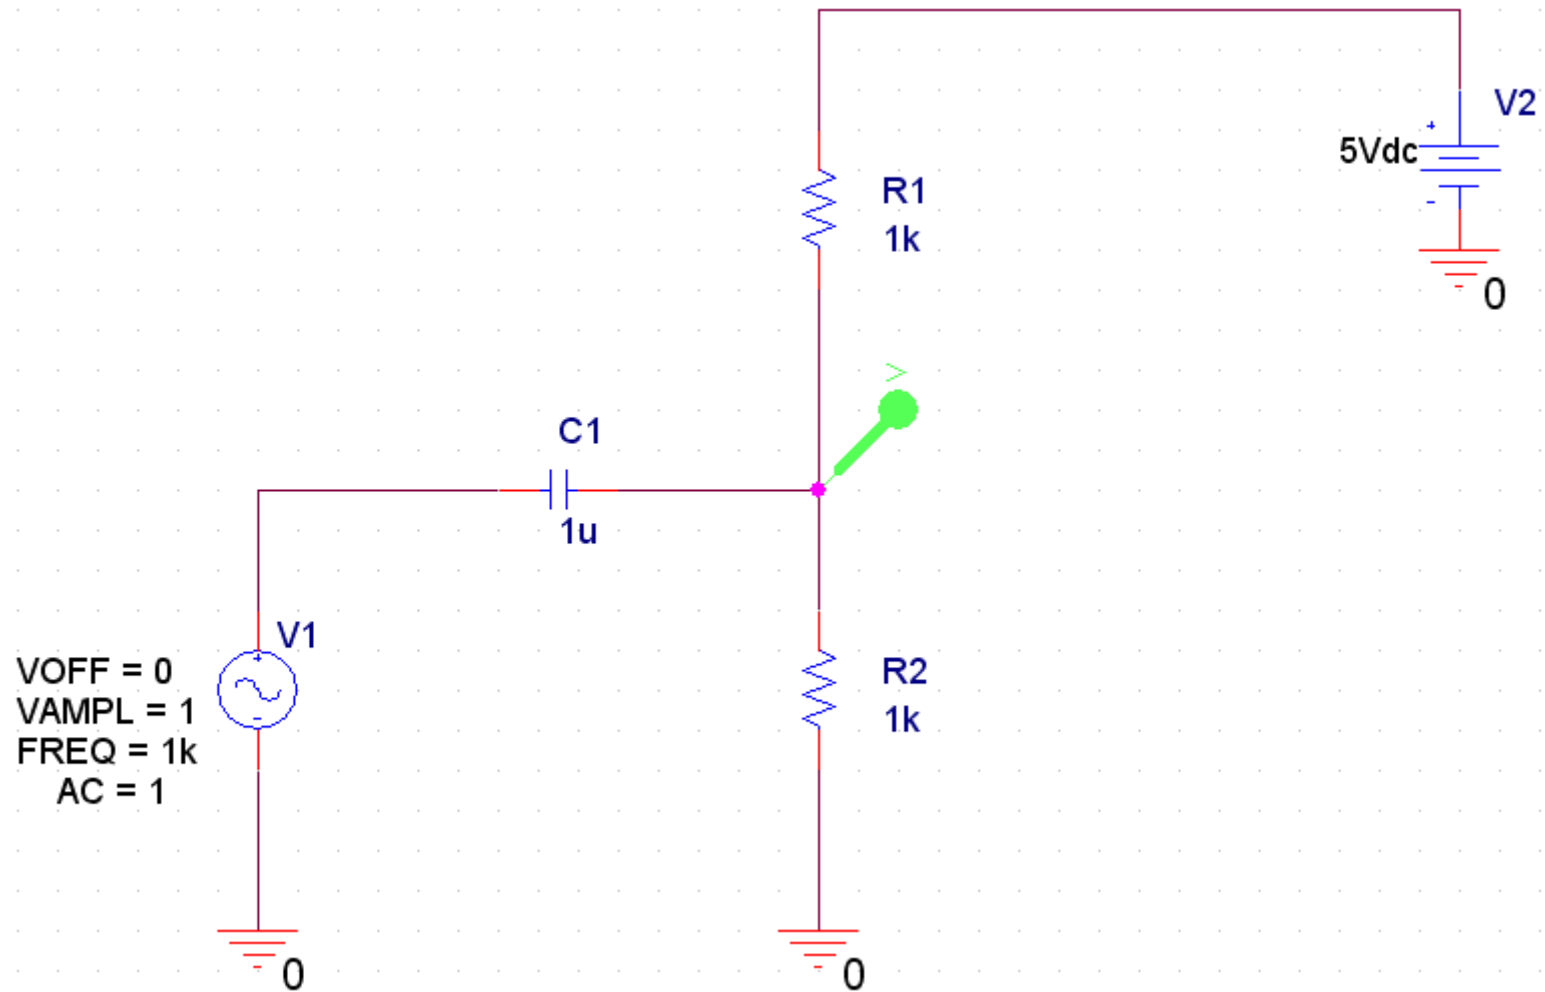 V2
5Vdc
+
-
0
R1
1k
V
C1
1u
V1
VOFF = 0
VAMPL = 1
FREQ = 1k
AC = 1
+
-
0
R2
1k
0